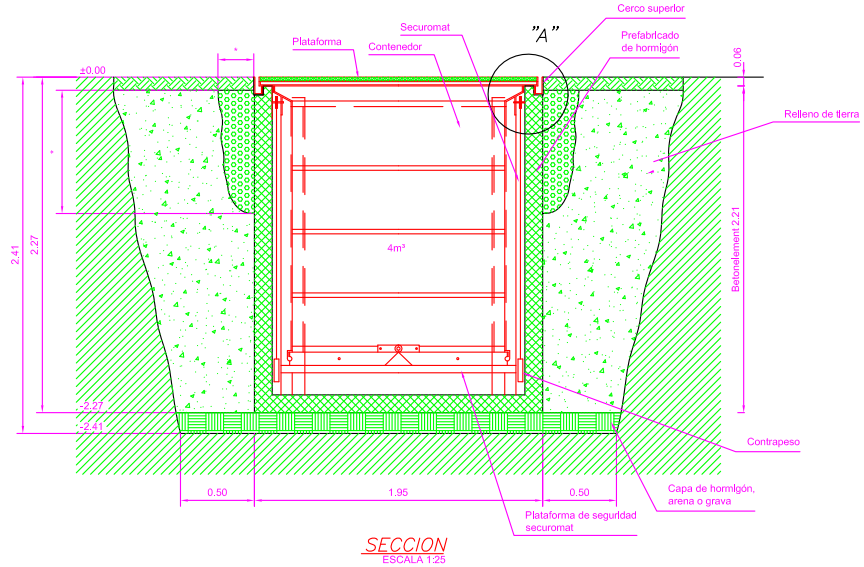 Cerco superior
Securomat
"A"
Prefabricado
de hormigón
Plataforma
Contenedor
*
±0.00
0.06
Relleno de tierra
*
2.41
2.27
4m³
Betonelement 2.21
-2.27
-2.41
Contrapeso
0.50
1.95
0.50
Capa de hormigón,
arena o grava
Plataforma de seguridad
securomat
SECCION
ESCALA 1:25